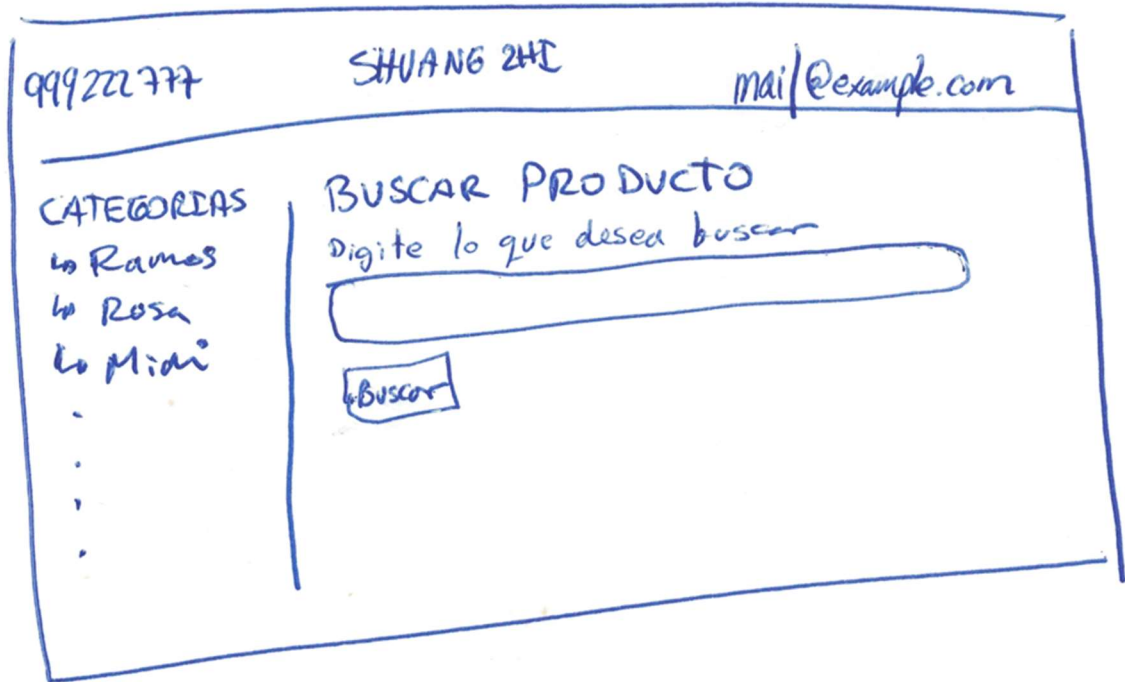 999222777
SHUANG ZHI
mail@example.com
CATEGORIAS
↳ Ramos
↳ Rosa
↳ Midi
.
.
.
.
BUSCAR PRODUCTO
Digite lo que desea buscar
Buscar